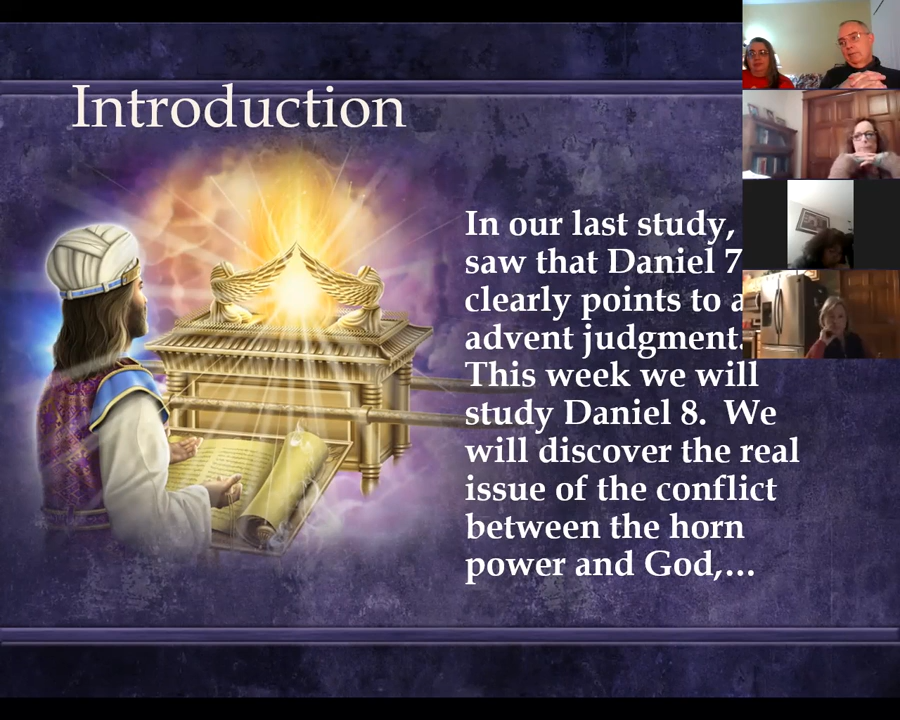 Introduction
In our last study,
saw that Daniel 7
clearly points to a
advent judgment.
This week we will
study Daniel 8. We
will discover the real
issue of the conflict
between the horn
power and God,…